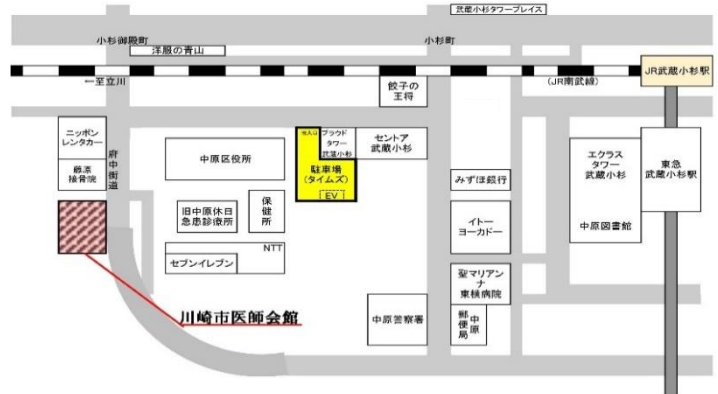 武蔵小杉タワープレイス
小杉御殿町
小杉町
洋服の青山
JR武蔵小杉駅
←至立川
(JR南武線)
餃子の
王将
ニッポン
レンタカー
藤原
接骨院
府中街道
中原区役所
出入口
プラウド
タワー
武蔵小杉
セントア
武蔵小杉
駐車場
(タイムズ)
EV
みずほ銀行
エクラス
タワー
武蔵小杉
中原図書館
東急
武蔵小杉駅
旧中原休日
急患診療所
保健所
イトー
ヨーカドー
NTT
セブンイレブン
聖マリアン
ナ
東横病院
川崎市医師会館
中原警察署
中原
郵便局